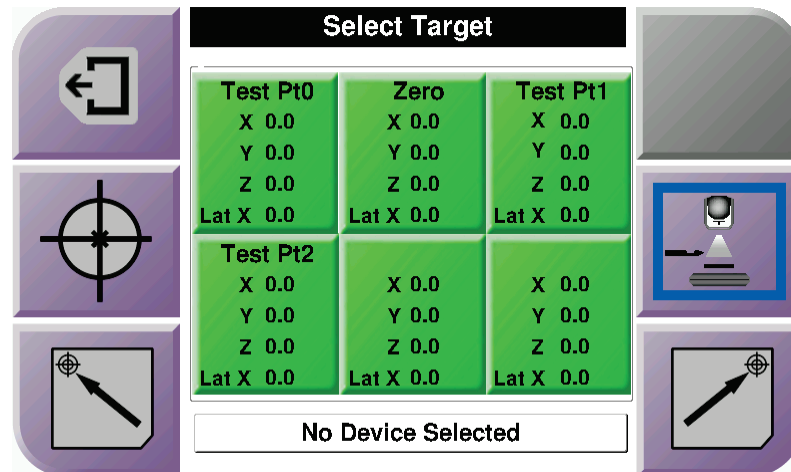 Select Target
Test Pt0 Zero Test Pt1
X 0.0 X 0.0 X 0.0
Y 0.0 Y 0.0 Y 0.0
Z 0.0 Z 0.0 Z 0.0
Lat X 0.0 Lat X 0.0 Lat X 0.0
Test Pt2
X 0.0 X 0.0 X 0.0
Y 0.0 Y 0.0 Y 0.0
Z 0.0 Z 0.0 Z 0.0
Lat X 0.0 Lat X 0.0 Lat X 0.0
No Device Selected